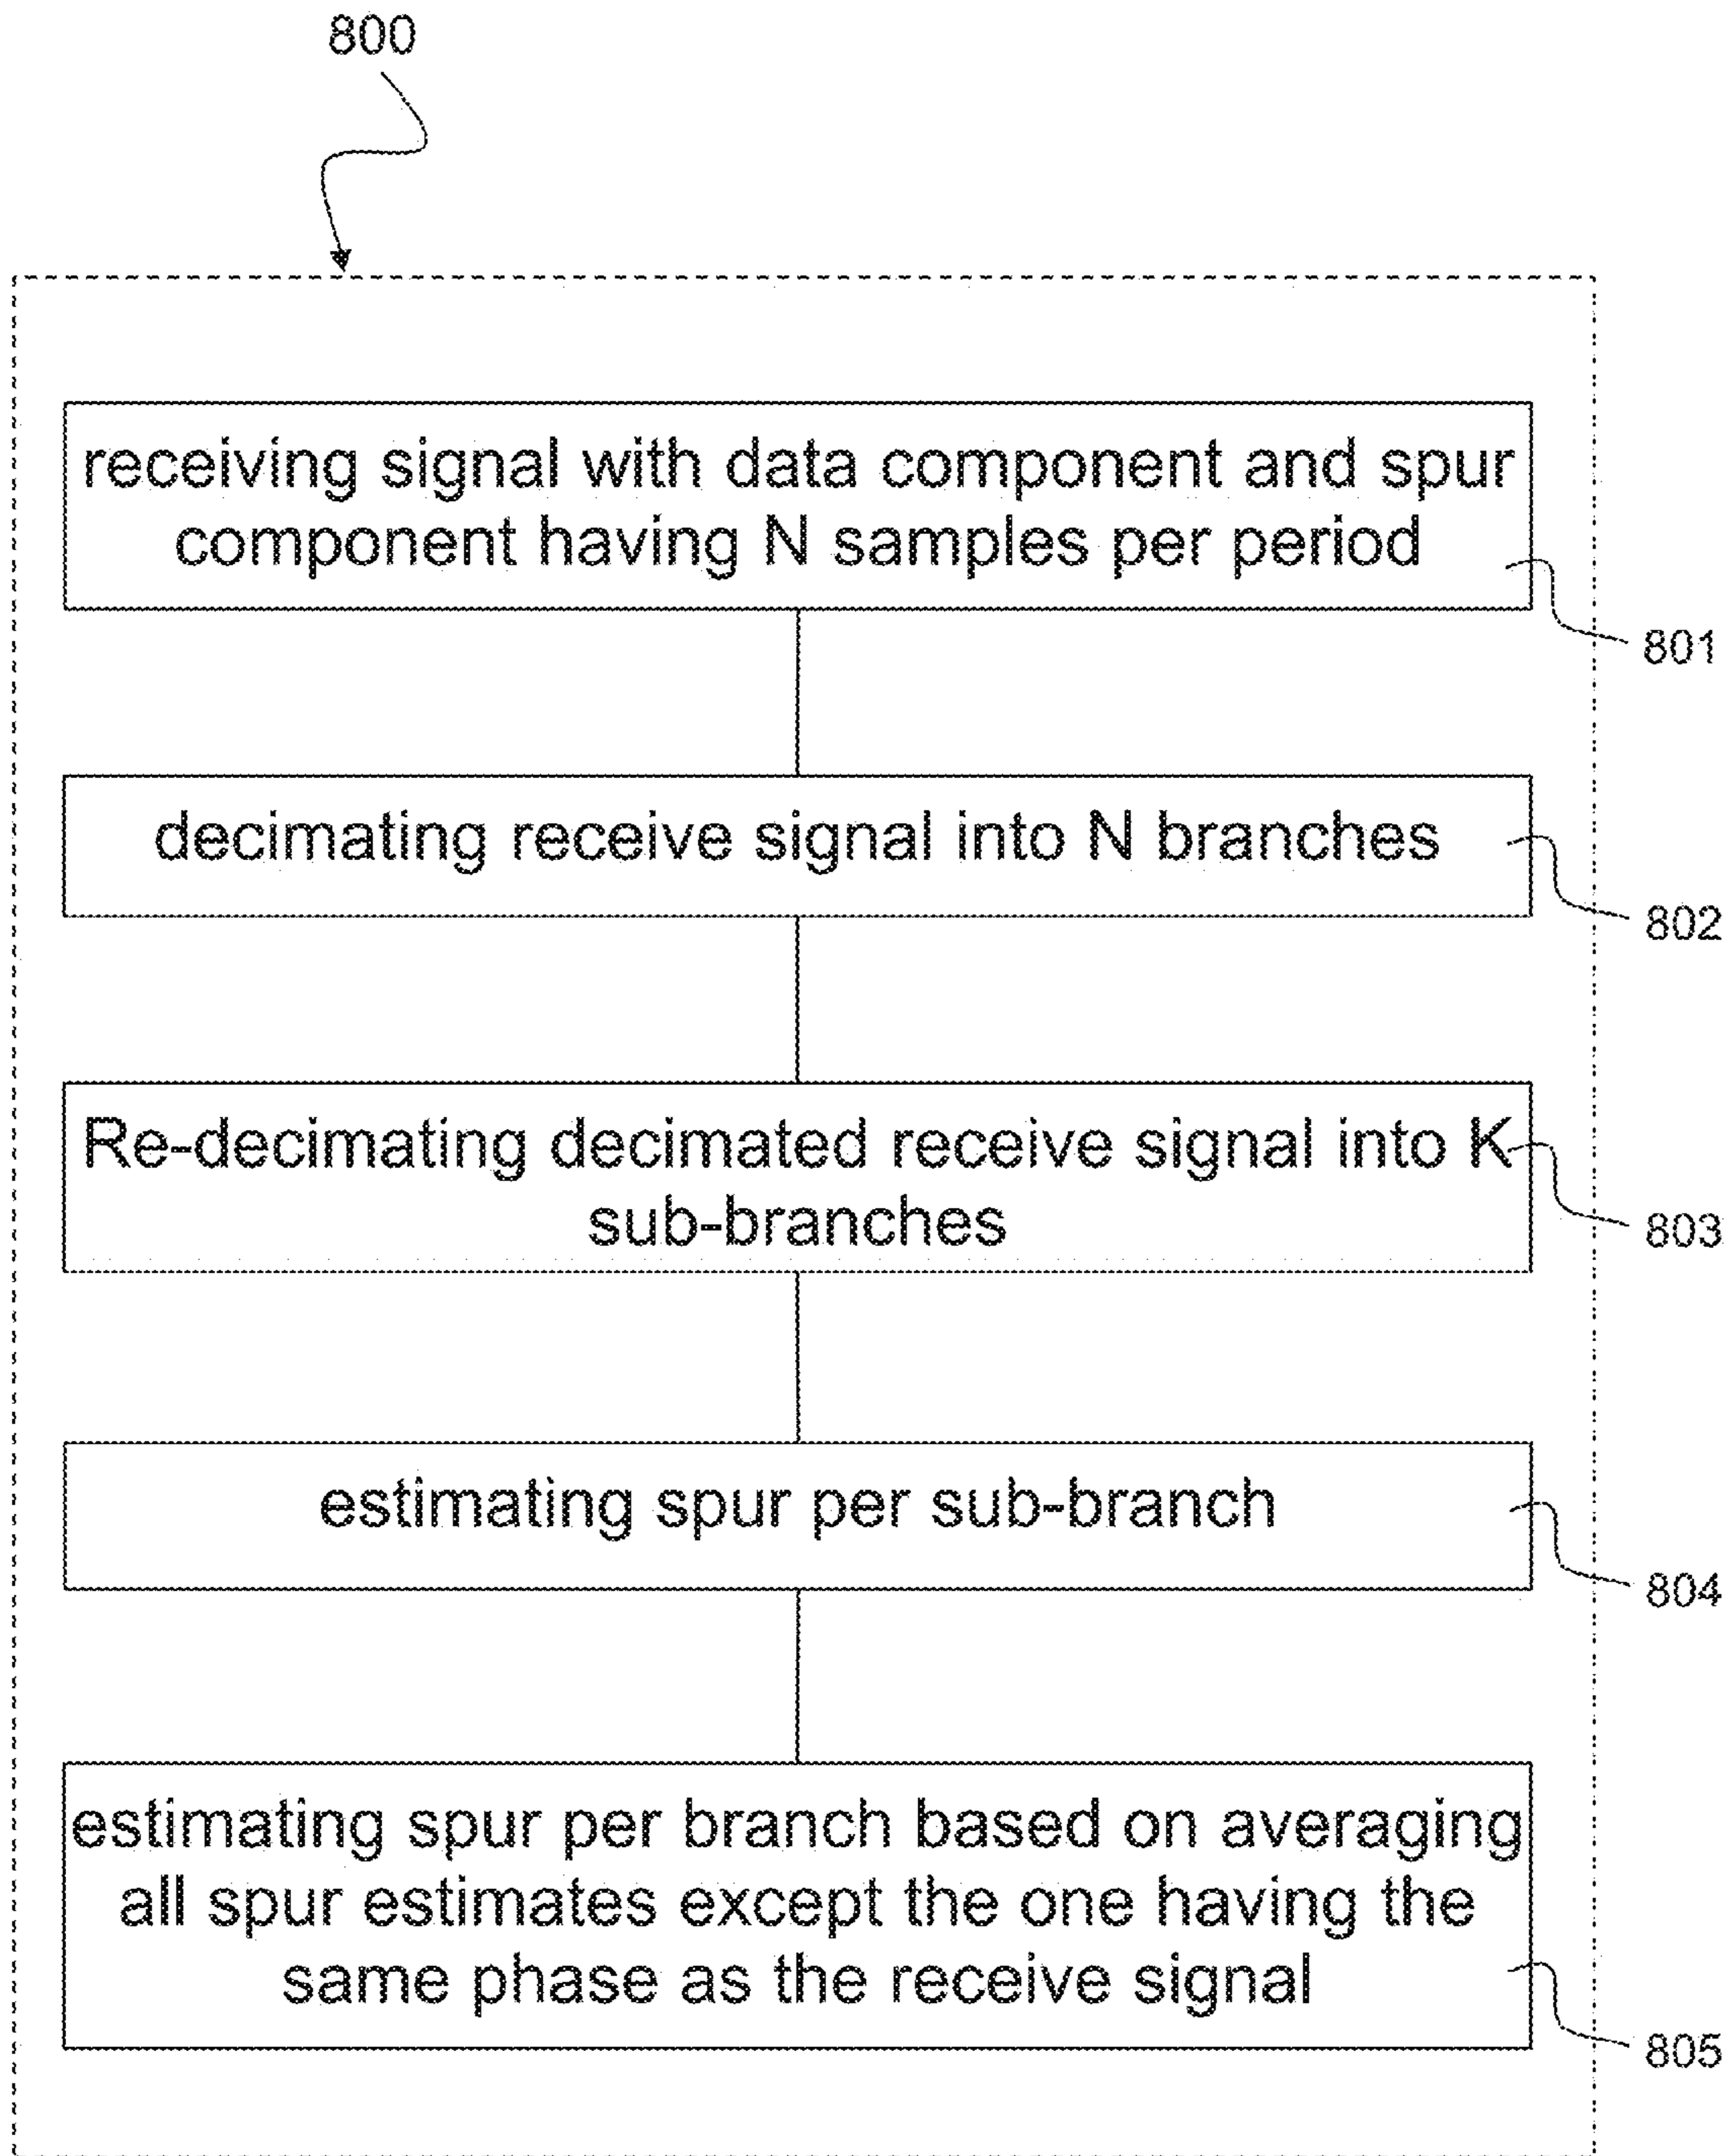 800
receiving signal with data component and spur
component having N samples per period
801
decimating receive signal into N branches
802
Re-decimating decimated receive signal into K
sub-branches
803
estimating spur per sub-branch
804
estimating spur per branch based on averaging
all spur estimates except the one having the
same phase as the receive signal
805